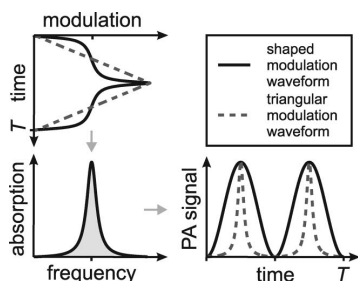 modulation
time
T
shaped
modulation
waveform
triangular
modulation
waveform
absorption
frequency
PA signal
time
T